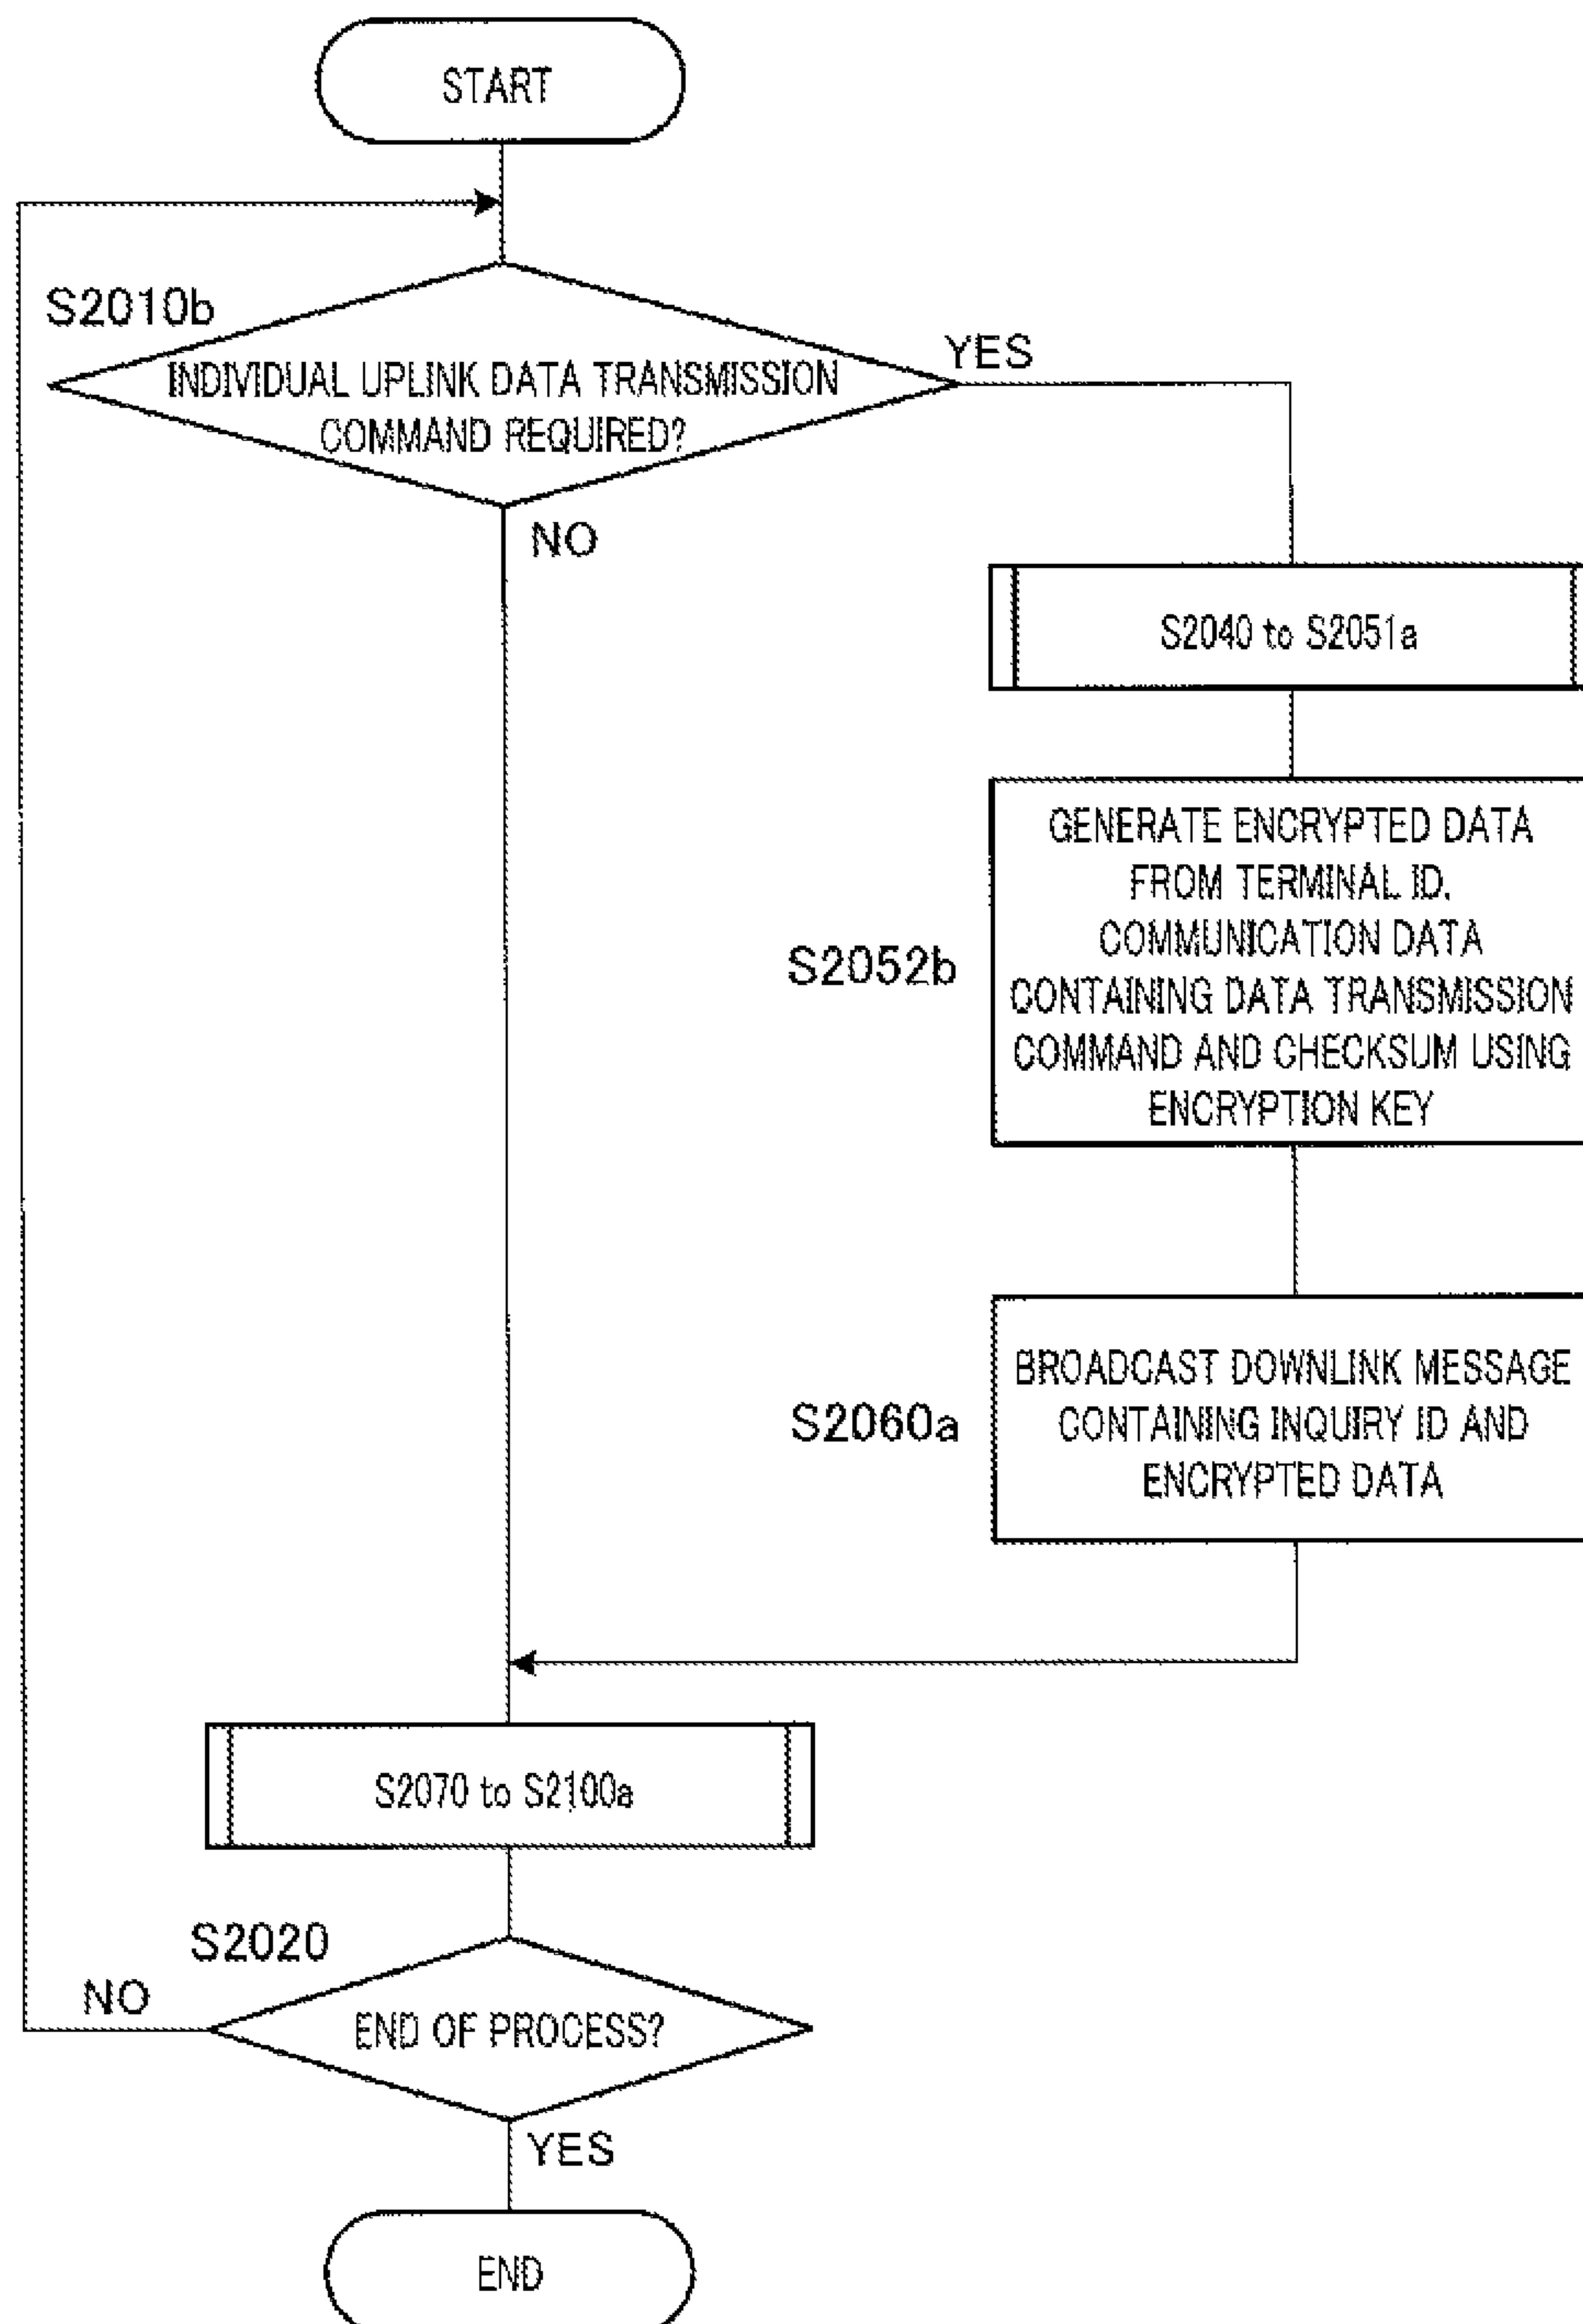 START
S2010b
INDIVIDUAL UPLINK DATA TRANSMISSION
COMMAND REQUIRED?
YES
NO
S2040 to S2051a
S2052b
GENERATE ENCRYPTED DATA
FROM TERMINAL ID,
COMMUNICATION DATA
CONTAINING DATA TRANSMISSION
COMMAND AND CHECKSUM USING
ENCRYPTION KEY
S2060a
BROADCAST DOWNLINK MESSAGE
CONTAINING INQUIRY ID AND
ENCRYPTED DATA
S2070 to S2100a
S2020
NO
END OF PROCESS?
YES
END